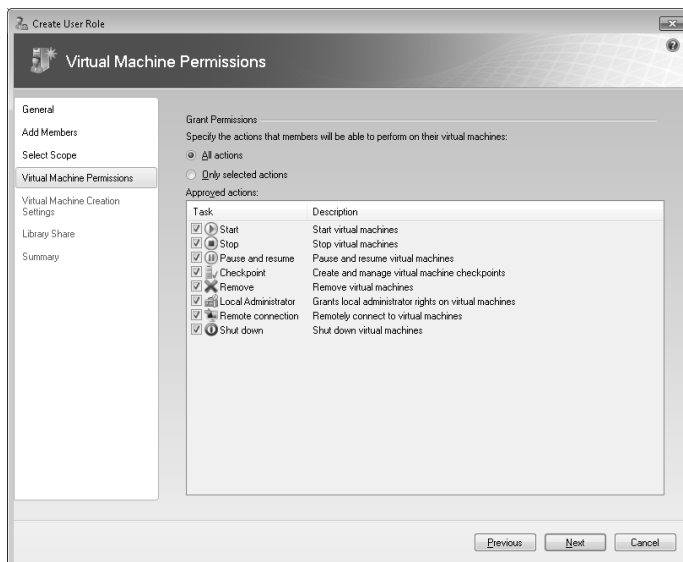 Create User Role
Virtual Machine Permissions
General
Add Members
Select Scope
Virtual Machine Permissions
Virtual Machine Creation
Settings
Library Share
Summary
Grant Permissions
Specify the actions that members will be able to perform on their virtual machines:
All actions
Only selected actions
Approved actions:
Task Description
Start Start virtual machines
Stop Stop virtual machines
Pause and resume Pause and resume virtual machines
Checkpoint Create and manage virtual machine checkpoints
Remove Remove virtual machines
Local Administrator Grants local administrator rights on virtual machines
Remote connection Remotely connect to virtual machines
Shut down Shut down virtual machines
Previous Next Cancel